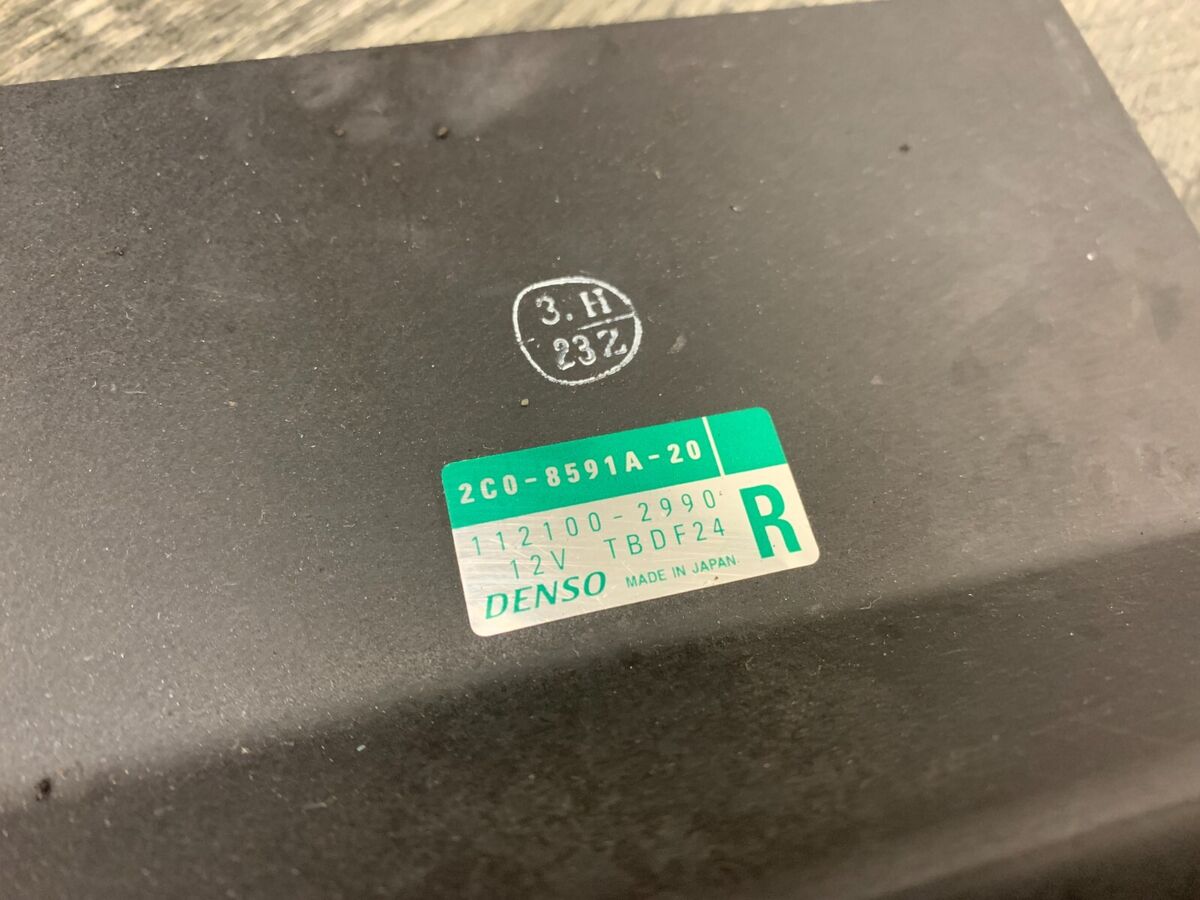 3.H
23Z
2C0-8591A-20
112100-2990
12V TBDF24
R
DENSO MADE IN JAPAN